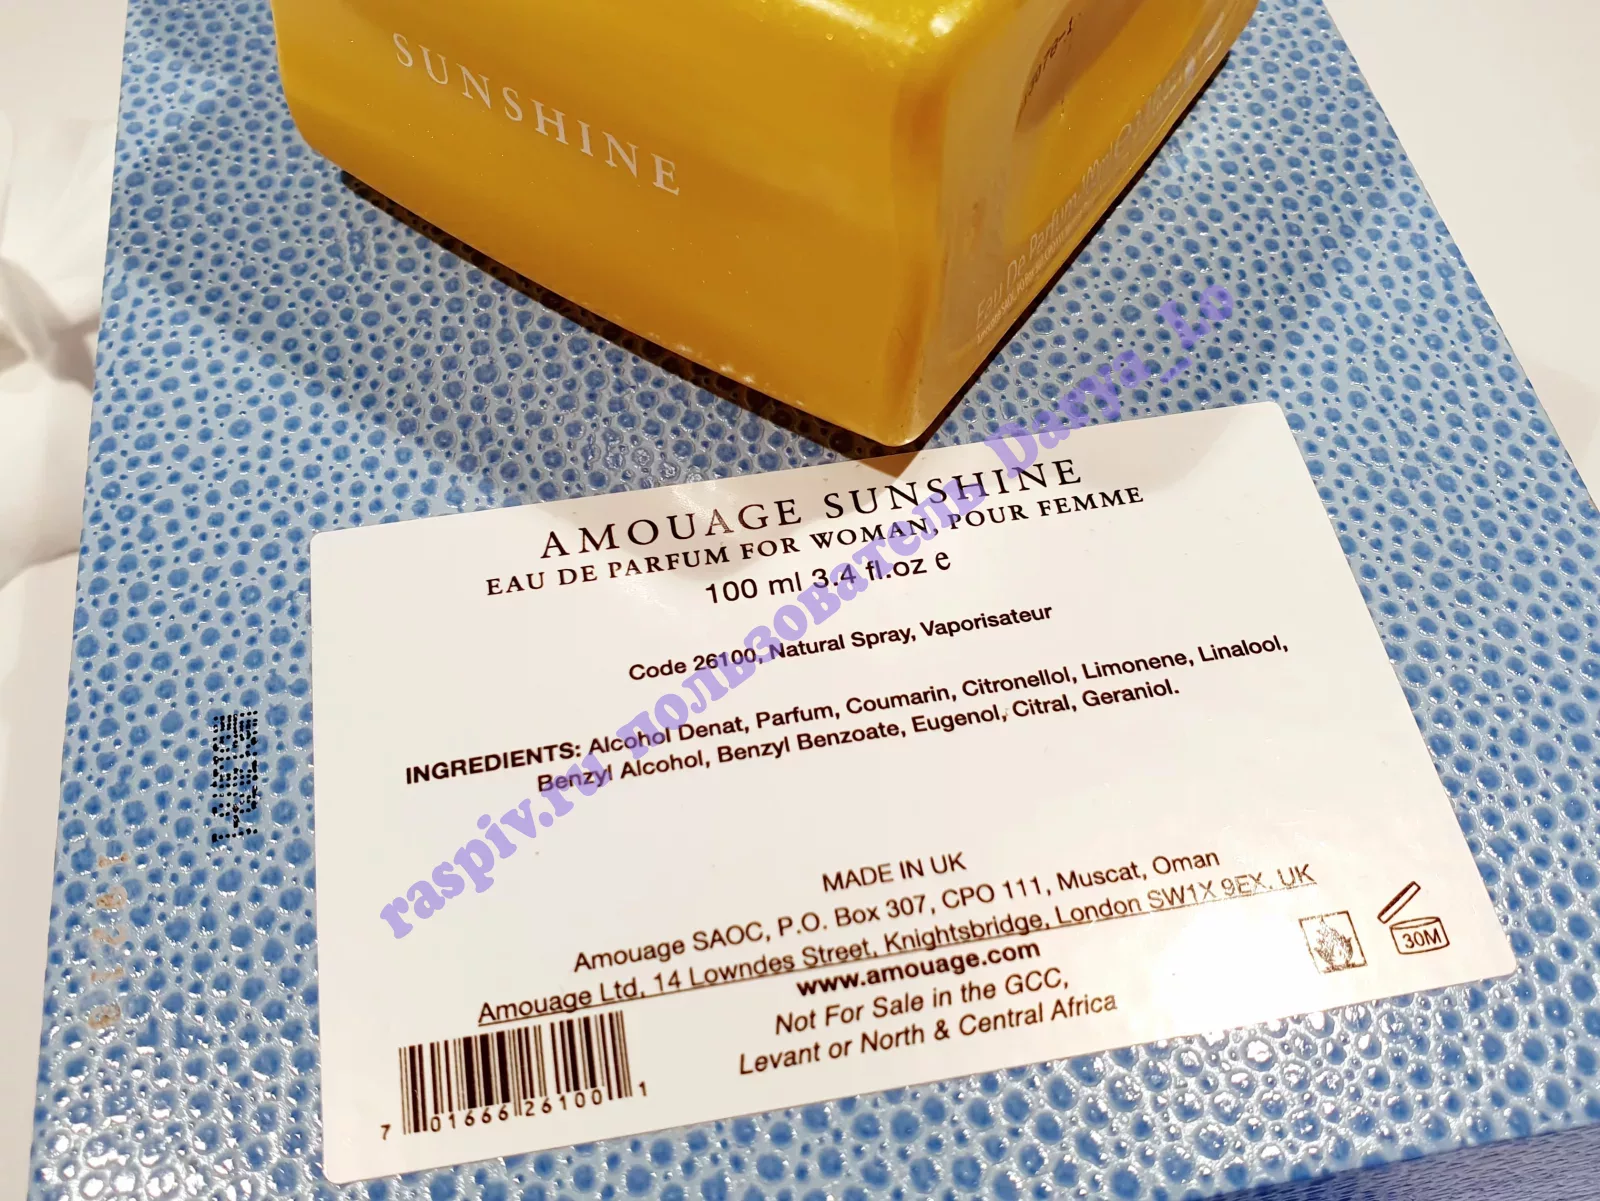 SUNSHINE
Eau De Parfum 100ml e
AMOUAGE SUNSHINE
EAU DE PARFUM FOR WOMAN, POUR FEMME
100 ml 3.4 fl.oz e
Code 26100, Natural Spray, Vaporisateur
INGREDIENTS: Alcohol Denat, Parfum, Coumarin, Citronellol, Limonene, Linalool,
Benzyl Alcohol, Benzyl Benzoate, Eugenol, Citral, Geraniol.
MADE IN UK
Amouage SAOC, P.O. Box 307, CPO 111, Muscat, Oman
Amouage Ltd, 14 Lowndes Street, Knightsbridge, London SW1X 9EX. UK
www.amouage.com
Not For Sale in the GCC,
Levant or North & Central Africa
30M
7 01666 26100 1
raspiv.ru пользователь Darya_Lo